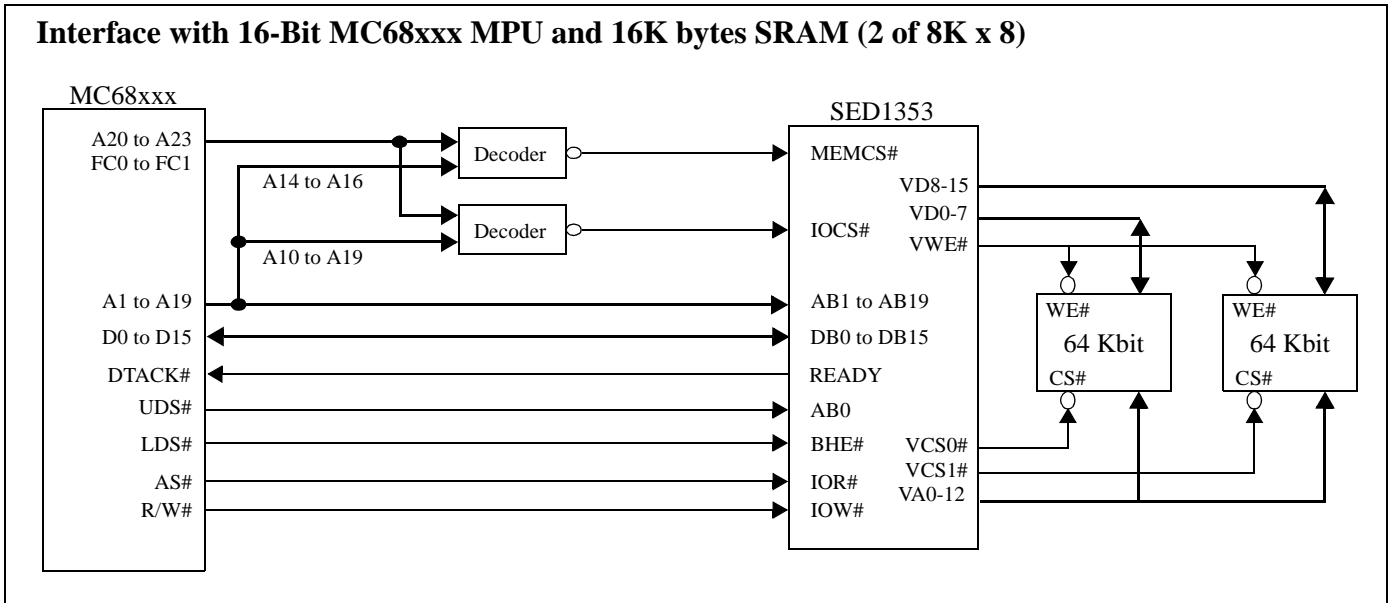 Interface with 16-Bit MC68xxx MPU and 16K bytes SRAM (2 of 8K x 8)
MC68xxx
A20 to A23
FC0 to FC1
A1 to A19
D0 to D15
DTACK#
UDS#
LDS#
AS#
R/W#
A14 to A16
A10 to A19
Decoder
Decoder
SED1353
MEMCS#
IOCS#
AB1 to AB19
DB0 to DB15
READY
AB0
BHE#
IOR#
IOW#
VD8-15
VD0-7
VWE#
VCS0#
VCS1#
VA0-12
WE#
64 Kbit
CS#
WE#
64 Kbit
CS#